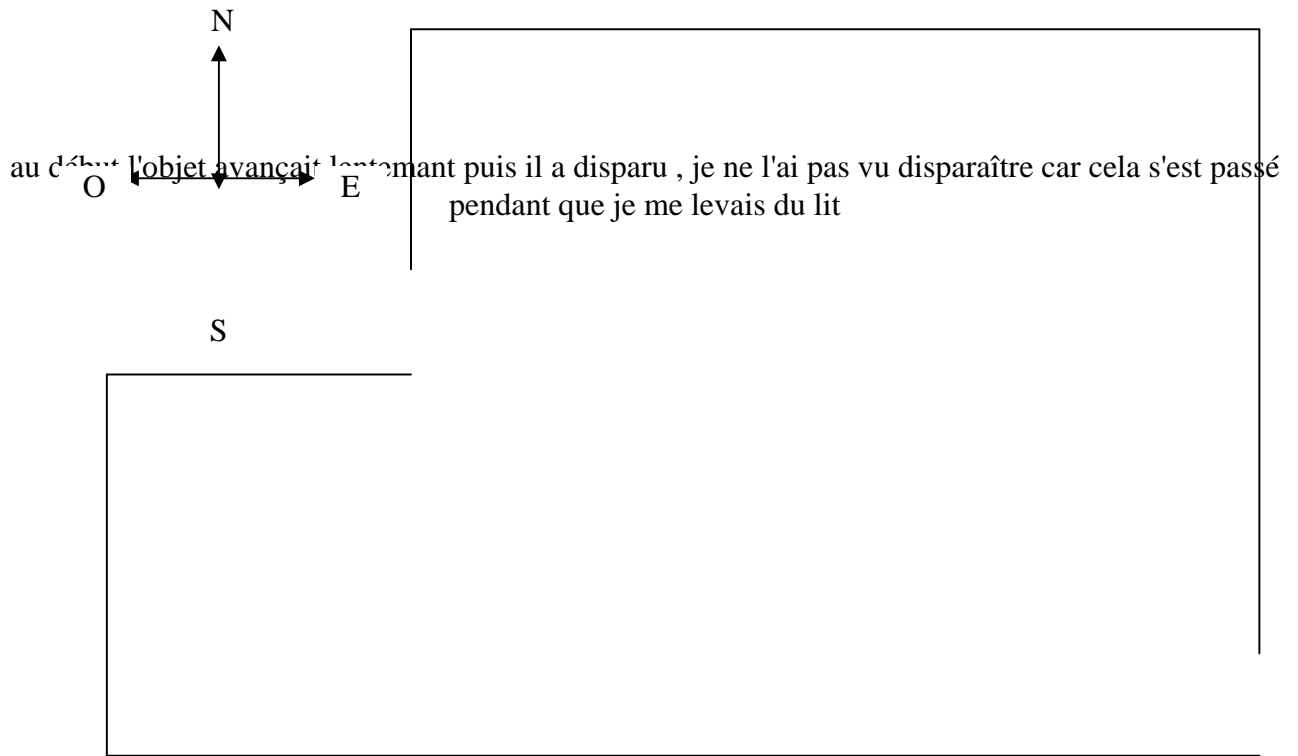 N
au début l'objet avançait lentemant puis il a disparu , je ne l'ai pas vu disparaître car cela s'est passé
O E
pendant que je me levais du lit
S